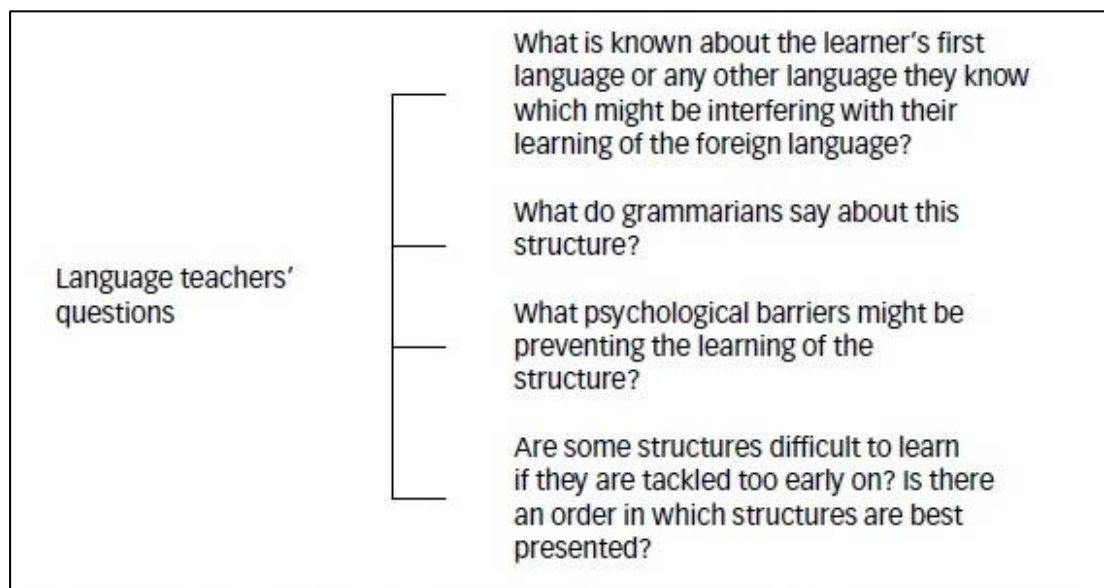 What is known about the learner’s first
language or any other language they know
which might be interfering with their
learning of the foreign language?
What do grammarians say about this
structure?
Language teachers’
questions
What psychological barriers might be
preventing the learning of the
structure?
Are some structures difficult to learn
if they are tackled too early on? Is there
an order in which structures are best
presented?